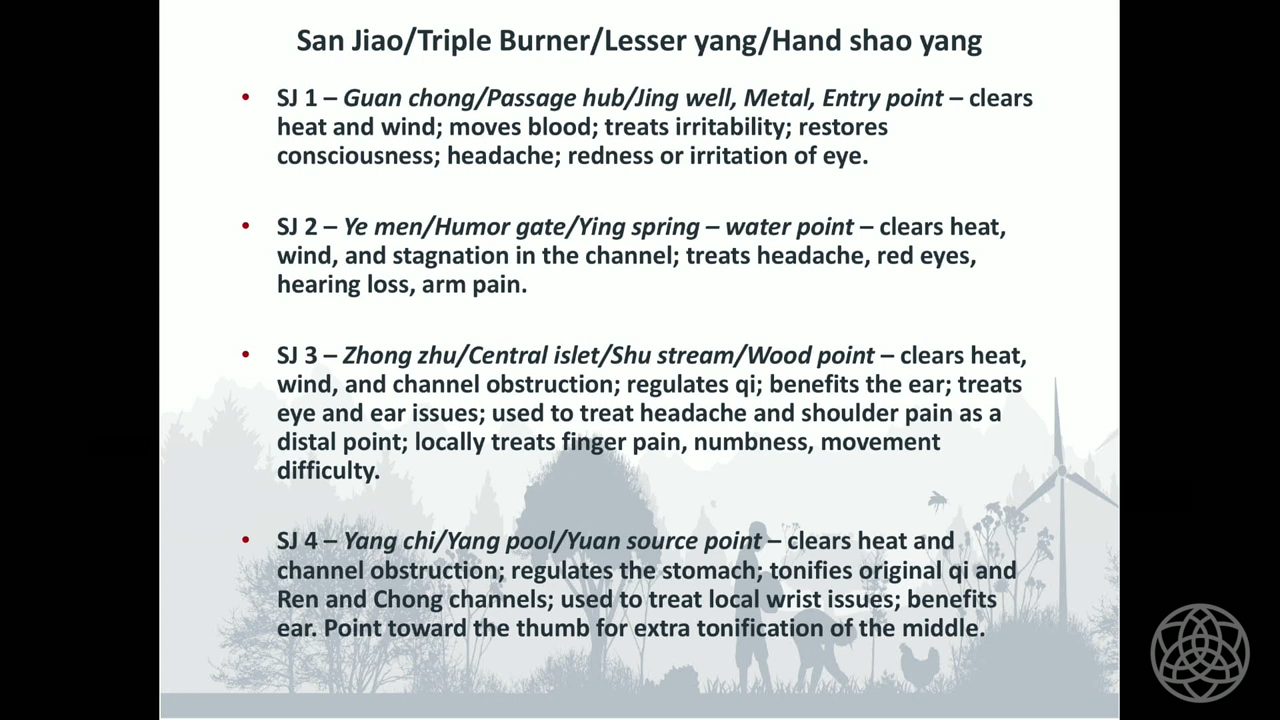 San Jiao/Triple Burner/Lesser yang/Hand shao yang
• SJ 1 – Guan chong/Passage hub/Jing well, Metal, Entry point – clears
heat and wind; moves blood; treats irritability; restores
consciousness; headache; redness or irritation of eye.
• SJ 2 – Ye men/Humor gate/Ying spring – water point – clears heat,
wind, and stagnation in the channel; treats headache, red eyes,
hearing loss, arm pain.
• SJ 3 – Zhong zhu/Central islet/Shu stream/Wood point – clears heat,
wind, and channel obstruction; regulates qi; benefits the ear; treats
eye and ear issues; used to treat headache and shoulder pain as a
distal point; locally treats finger pain, numbness, movement
difficulty.
• SJ 4 – Yang chi/Yang pool/Yuan source point – clears heat and
channel obstruction; regulates the stomach; tonifies original qi and
Ren and Chong channels; used to treat local wrist issues; benefits
ear. Point toward the thumb for extra tonification of the middle.